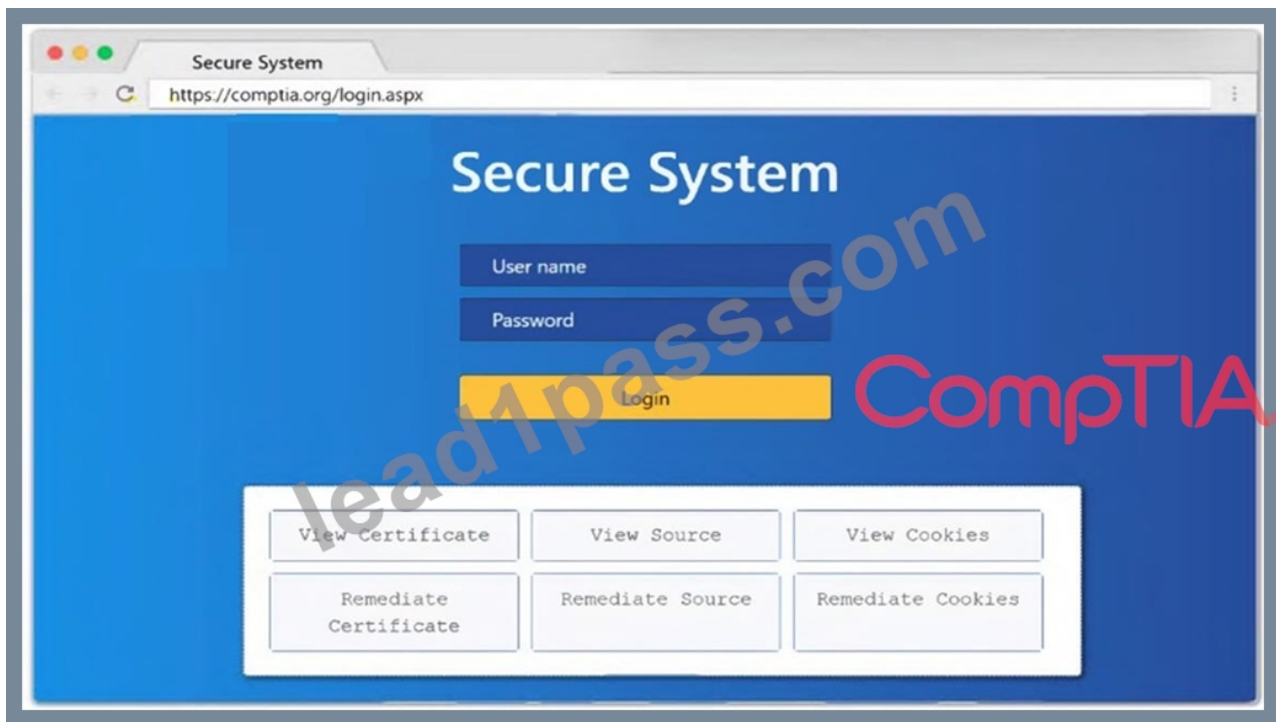 Secure System
https://comptia.org/login.aspx
Secure System
User name
Password
Login
CompTIA
lead1pass.com
View Certificate
View Source
View Cookies
Remediate
Certificate
Remediate Source
Remediate Cookies